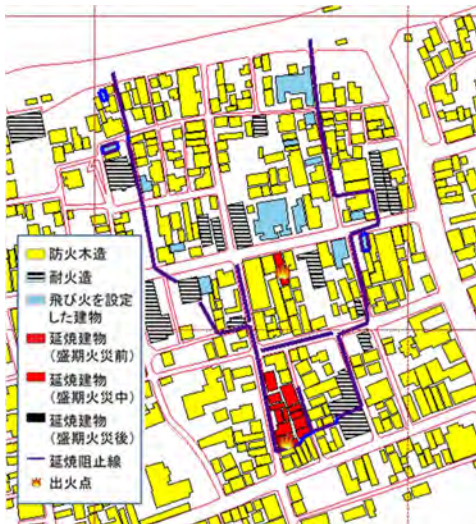 防火木造
耐火造
飛び火を設定
した建物
延焼建物
(盛期火災前)
延焼建物
(盛期火災中)
延焼建物
(盛期火災後)
延焼阻止線
出火点